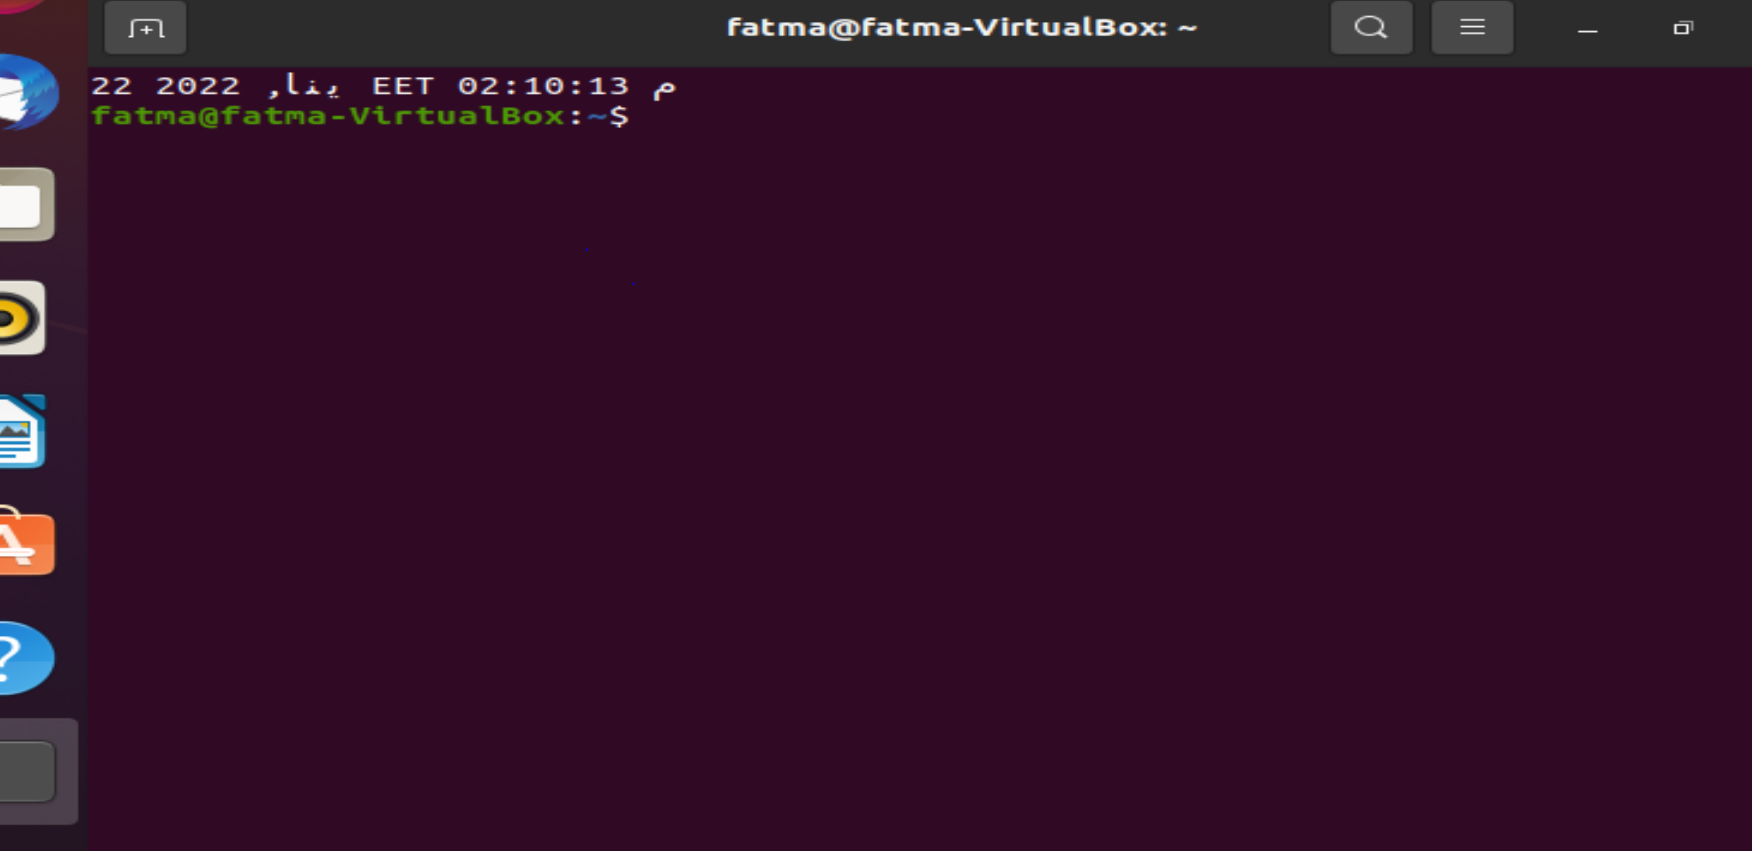 fatma@fatma-VirtualBox: ~
22 2022 ,ينا EET 02:10:13 م
fatma@fatma-VirtualBox:~$